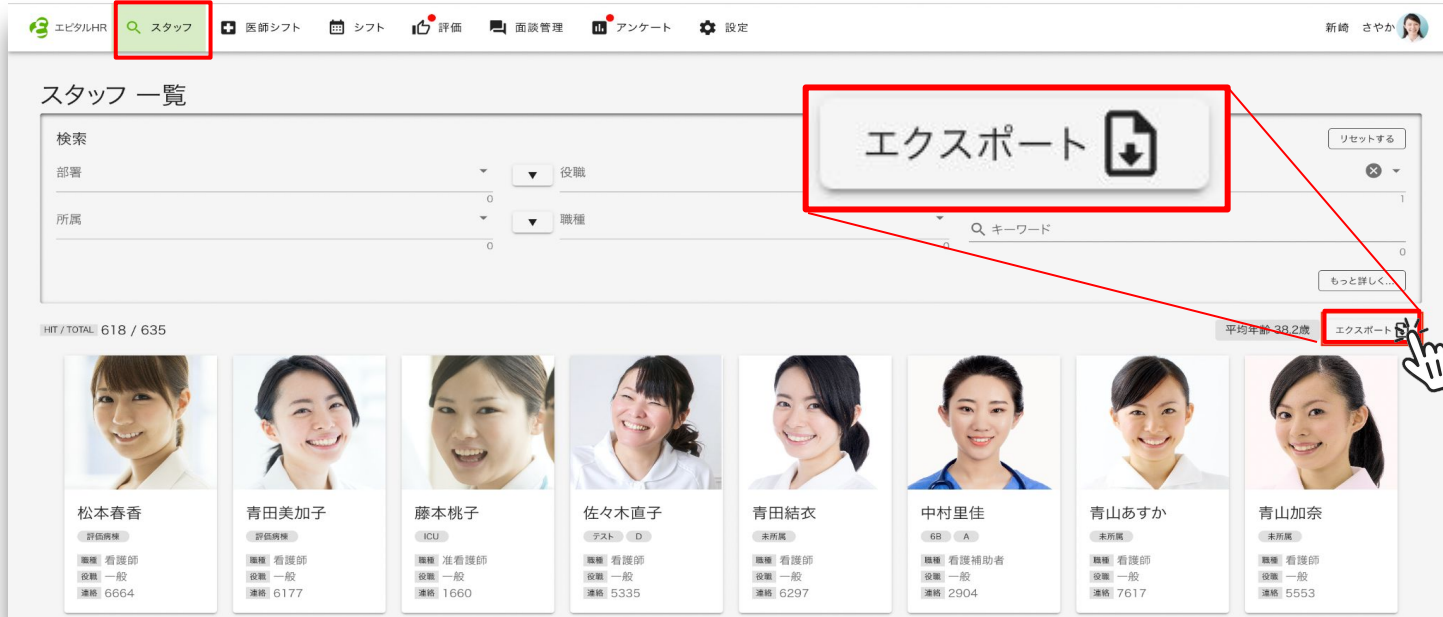 エピタルHR スタッフ 医師シフト シフト 評価 面談管理 アンケート 設定 新崎 さやか
スタッフ 一覧
検索 エクスポート リセットする
部署 ▼ 役職
0 1
所属 ▼ 職種 キーワード
0 0 0
もっと詳しく...
HIT / TOTAL 618 / 635 平均年齢 38.2歳 エクスポート
松本春香 青田美加子 藤本桃子 佐々木直子 青田結衣 中村里佳 青山あすか 青山加奈
評価病棟 評価病棟 ICU テスト D 未所属 6B A 未所属 未所属
職種 看護師 職種 看護師 職種 准看護師 職種 看護師 職種 看護師 職種 看護補助者 職種 看護師 職種 看護師
役職 一般 役職 一般 役職 一般 役職 一般 役職 一般 役職 一般 役職 一般 役職 一般
連絡 6664 連絡 6177 連絡 1660 連絡 5335 連絡 6297 連絡 2904 連絡 7617 連絡 5553